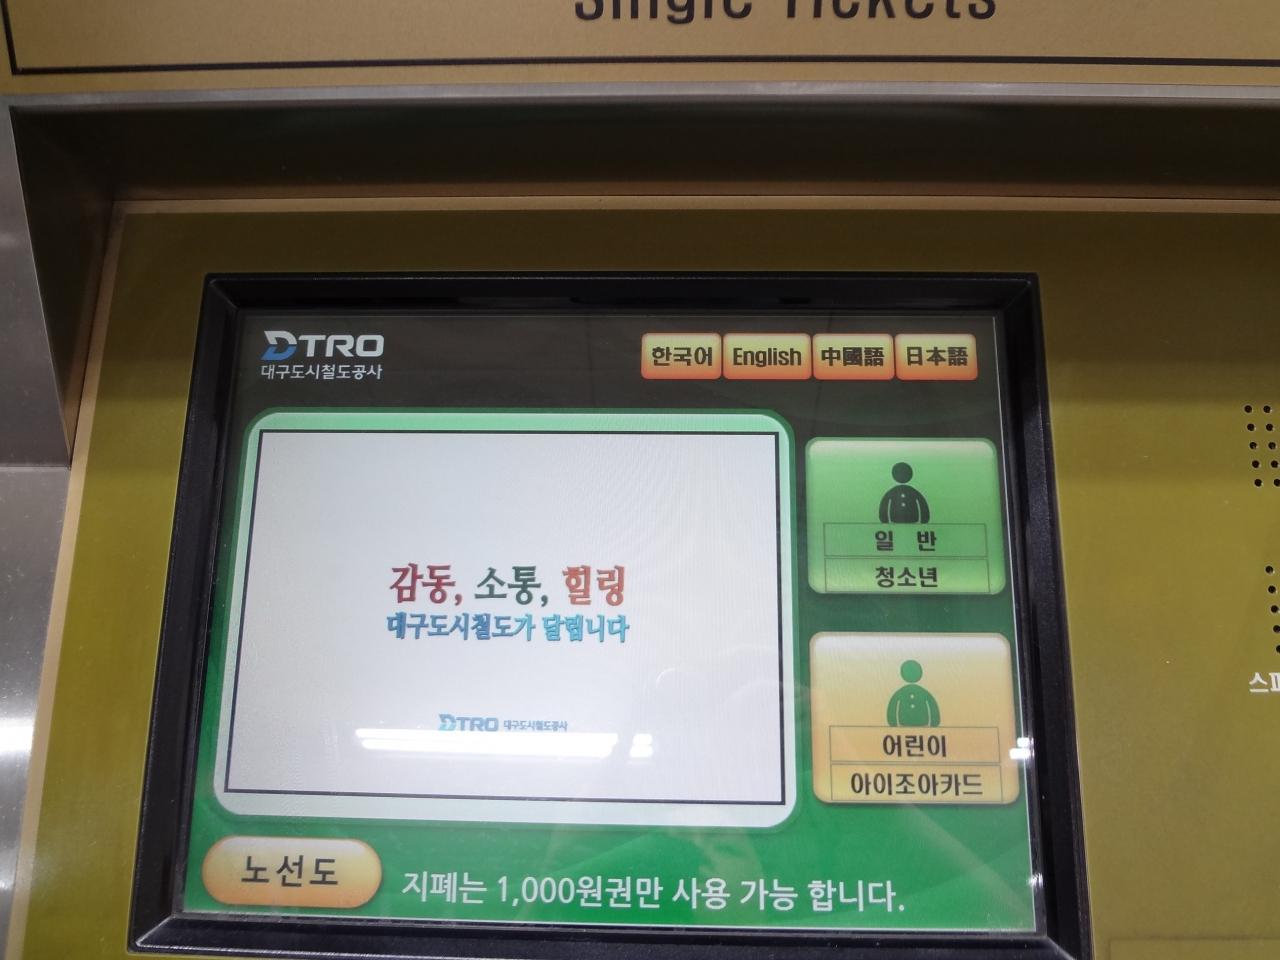 Single Tickets
DTRO
대구도시철도공사
한국어 English 中國語 日本語
감동, 소통, 힐링
대구도시철도가 달립니다
DTRO 대구도시철도공사
일 반
청소년
어린이
아이조아카드
노선도
지폐는 1,000원권만 사용 가능 합니다.